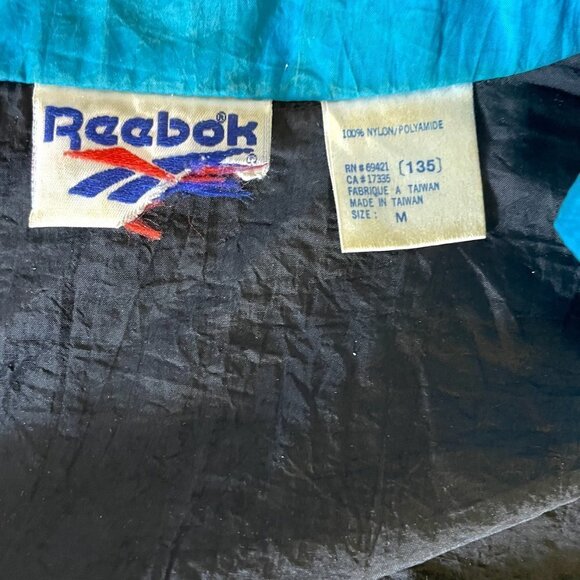 Reebok®
®
100% NYLON/POLYAMIDE
RN # 69421 [135]
CA # 17335
FABRIQUE A TAIWAN
MADE IN TAIWAN
SIZE : M